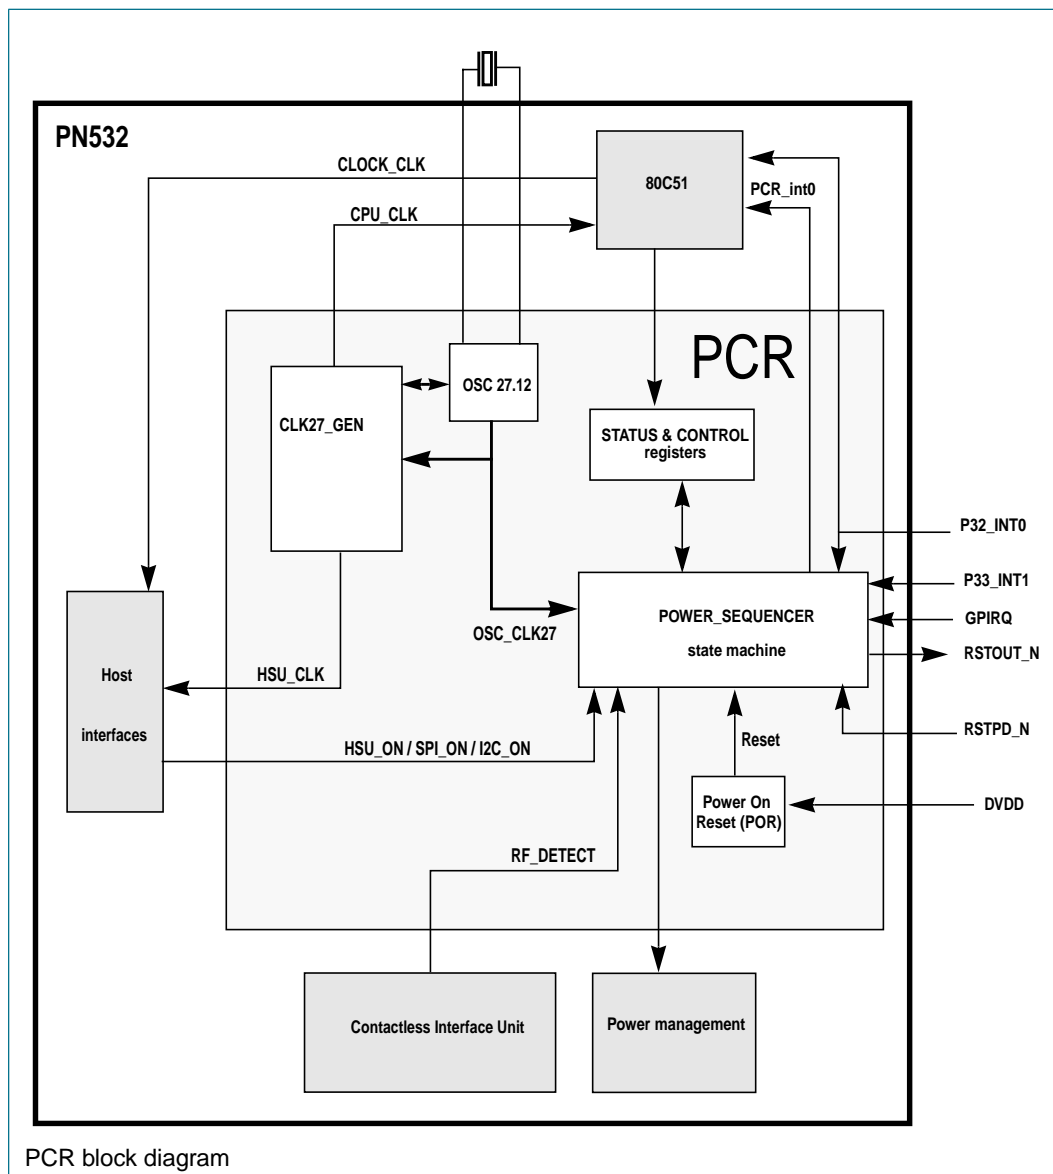 PN532
CLOCK_CLK
80C51
PCR_int0
CPU_CLK
PCR
OSC 27.12
CLK27_GEN
STATUS & CONTROL
registers
P32_INT0
P33_INT1
POWER_SEQUENCER
GPIRQ
OSC_CLK27
state machine
RSTOUT_N
Host
HSU_CLK
interfaces
RSTPD_N
Reset
HSU_ON / SPI_ON / I2C_ON
Power On
DVDD
Reset (POR)
RF_DETECT
Contactless Interface Unit
Power management
PCR block diagram